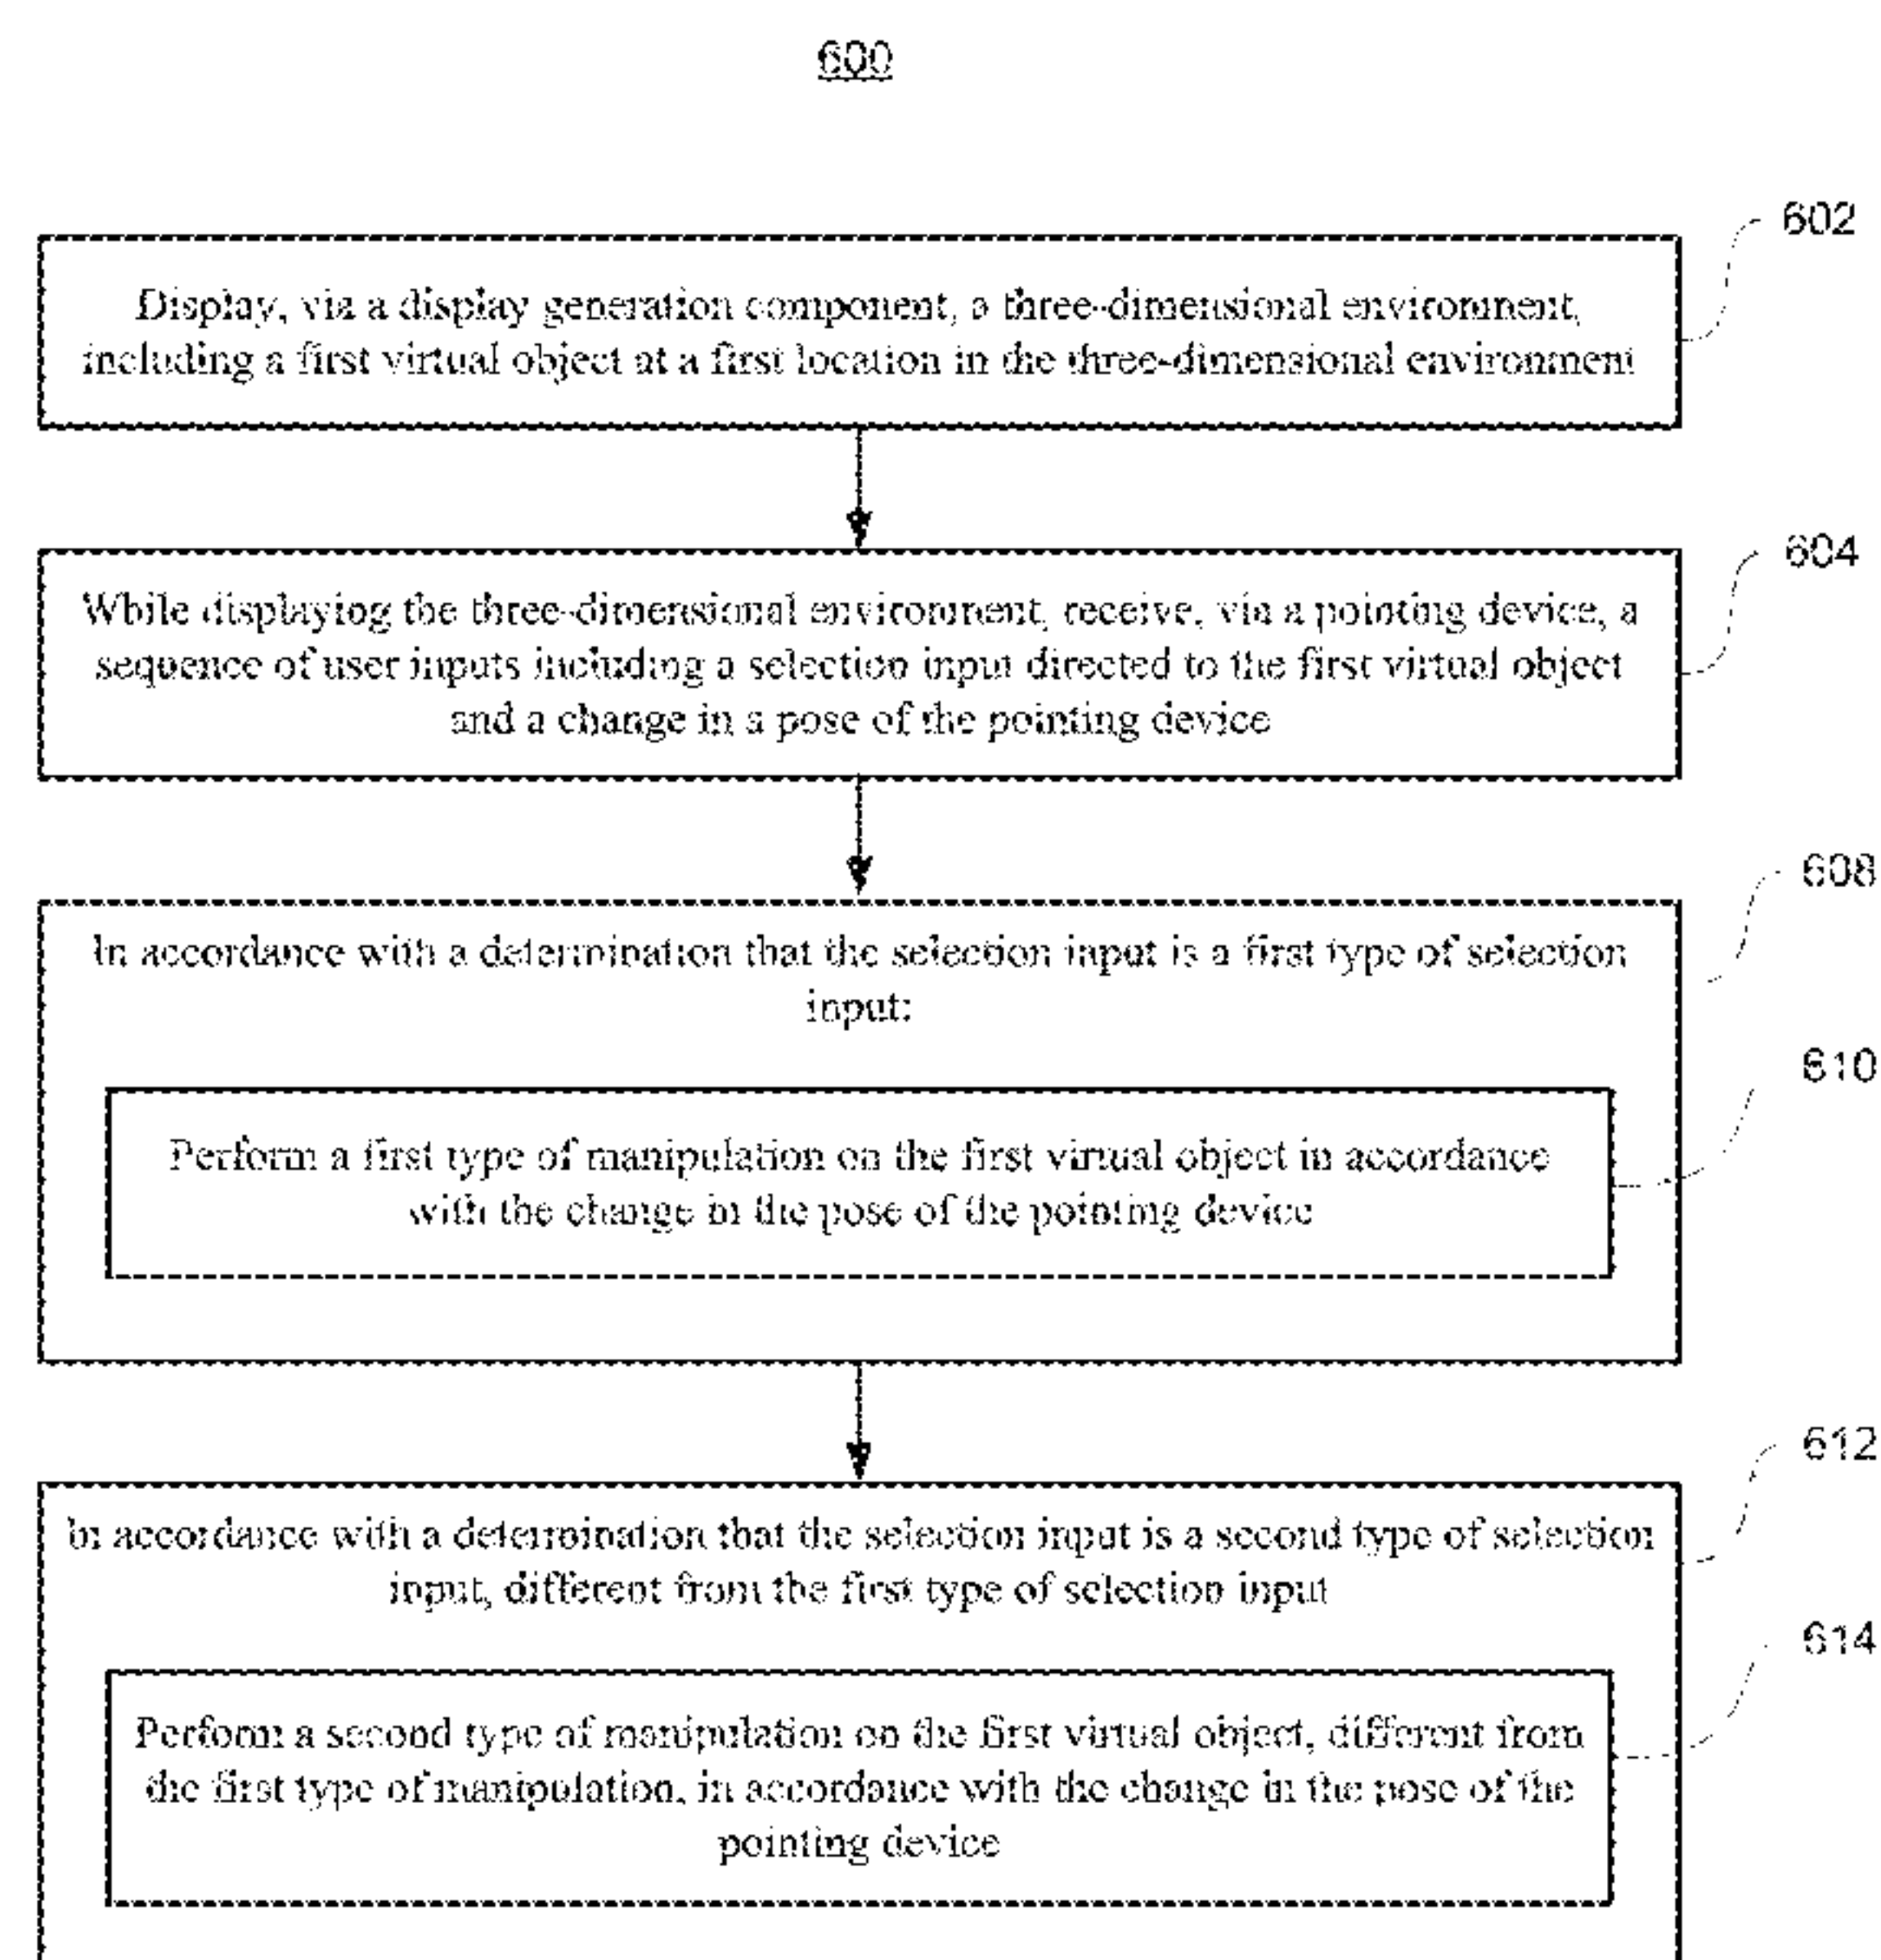 600
602
Display, via a display generation component, a three-dimensional environment,
including a first virtual object at a first location in the three-dimensional environment
604
While displaying the three-dimensional environment, receive, via a pointing device, a
sequence of user inputs including a selection input directed to the first virtual object
and a change in a pose of the pointing device
608
In accordance with a determination that the selection input is a first type of selection
input:
610
Perform a first type of manipulation on the first virtual object in accordance
with the change in the pose of the pointing device
612
In accordance with a determination that the selection input is a second type of selection
input, different from the first type of selection input
614
Perform a second type of manipulation on the first virtual object, different from
the first type of manipulation, in accordance with the change in the pose of the
pointing device